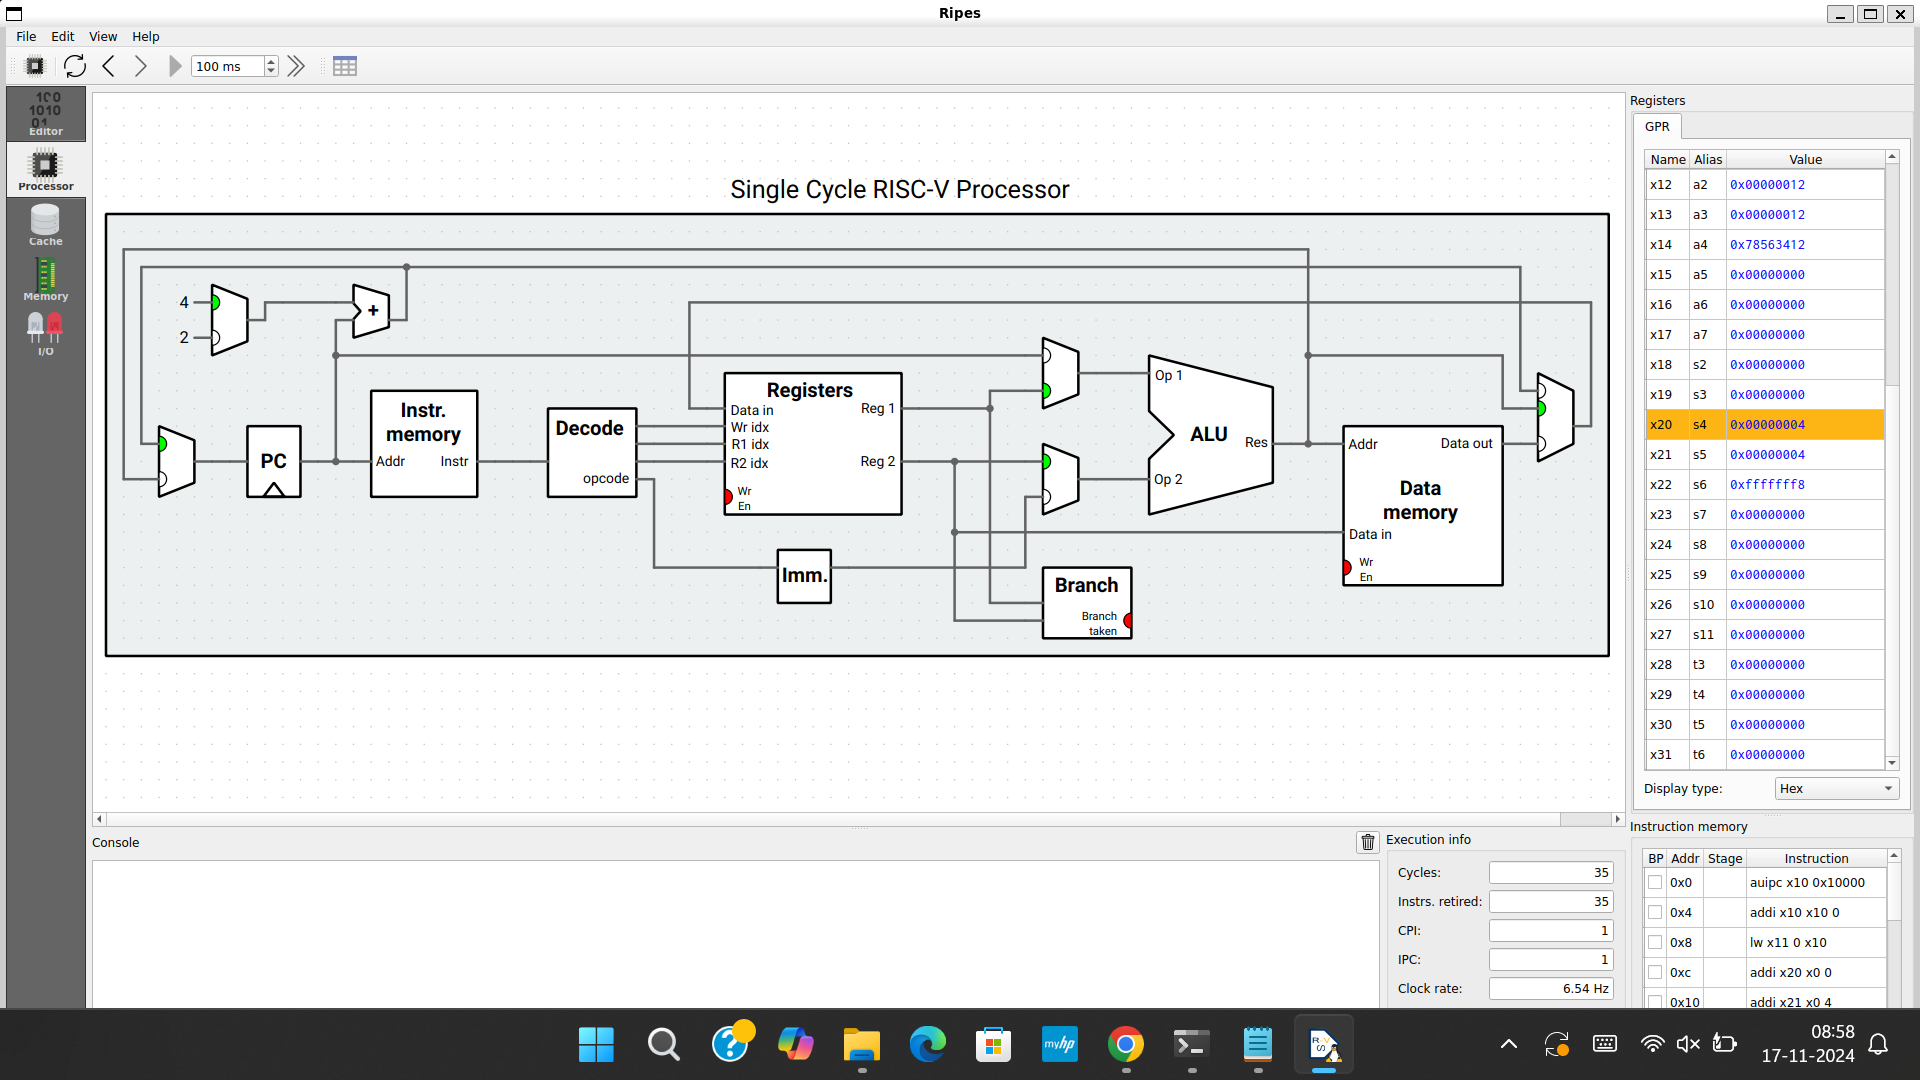 Ripes
File Edit View Help
100 ms
Editor
Processor
Cache
Memory
I/O
Single Cycle RISC-V Processor
4
2
+
PC
Instr.
memory
Addr Instr
Decode
opcode
Registers
Data in Reg 1
Wr idx
R1 idx
R2 idx Reg 2
Wr
En
Imm.
Op 1
ALU
Res
Op 2
Branch
Branch
taken
Addr Data out
Data
memory
Data in
Wr
En
Registers
GPR
Name Alias Value
x12 a2 0x00000012
x13 a3 0x00000012
x14 a4 0x78563412
x15 a5 0x00000000
x16 a6 0x00000000
x17 a7 0x00000000
x18 s2 0x00000000
x19 s3 0x00000000
x20 s4 0x00000004
x21 s5 0x00000004
x22 s6 0xfffffff8
x23 s7 0x00000000
x24 s8 0x00000000
x25 s9 0x00000000
x26 s10 0x00000000
x27 s11 0x00000000
x28 t3 0x00000000
x29 t4 0x00000000
x30 t5 0x00000000
x31 t6 0x00000000
Display type: Hex
Console
Execution info
Cycles: 35
Instrs. retired: 35
CPI: 1
IPC: 1
Clock rate: 6.54 Hz
Instruction memory
BP Addr Stage Instruction
0x0 auipc x10 0x10000
0x4 addi x10 x10 0
0x8 lw x11 0 x10
0xc addi x20 x0 0
0x10 addi x21 x0 4
myhp
08:58
17-11-2024